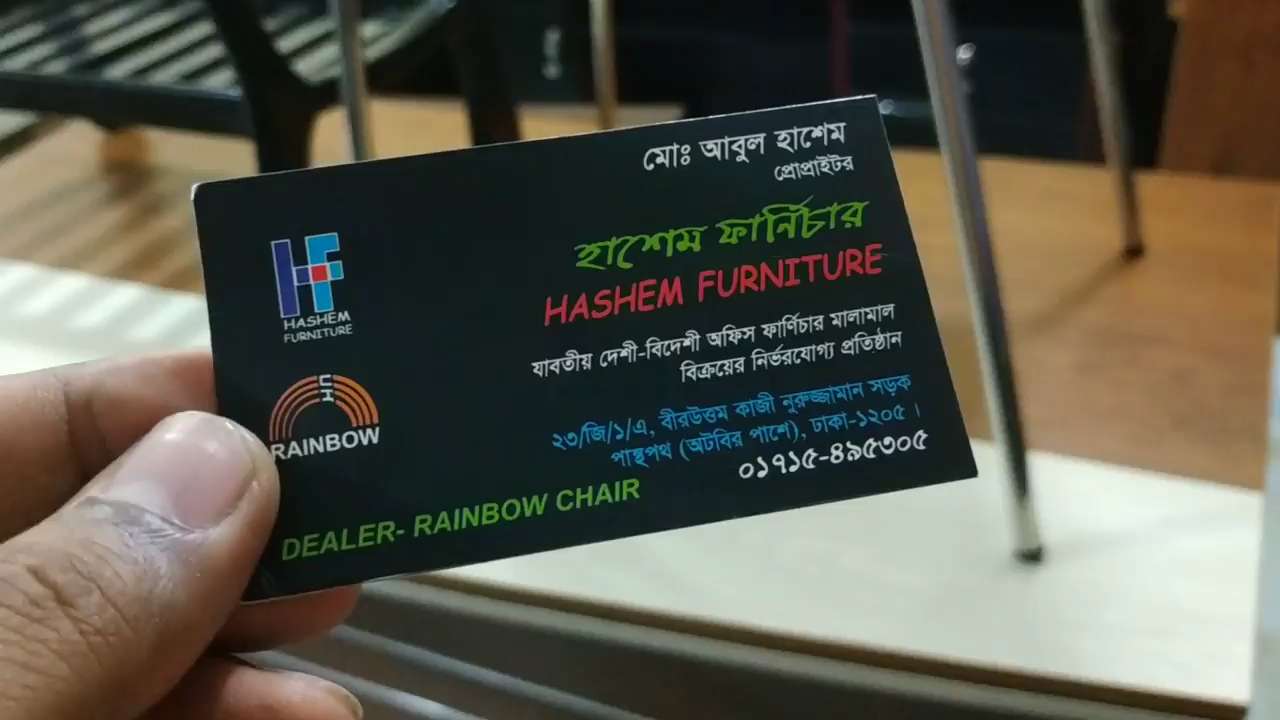 মোঃ আবুল হাশেম
প্রোপ্রাইটর
হাশেম ফার্নিচার
HASHEM FURNITURE
যাবতীয় দেশী-বিদেশী অফিস ফার্ণিচার মালামাল
বিক্রয়ের নির্ভরযোগ্য প্রতিষ্ঠান
২৩/জি/১/এ, বীরউত্তম কাজী নূরুজ্জামান সড়ক
পান্থপথ (অটবির পাশে), ঢাকা-১২০৫ ।
০১৭১৫-৪৯৫৩০৫
HF
HASHEM
FURNITURE
UH
RAINBOW
DEALER- RAINBOW CHAIR